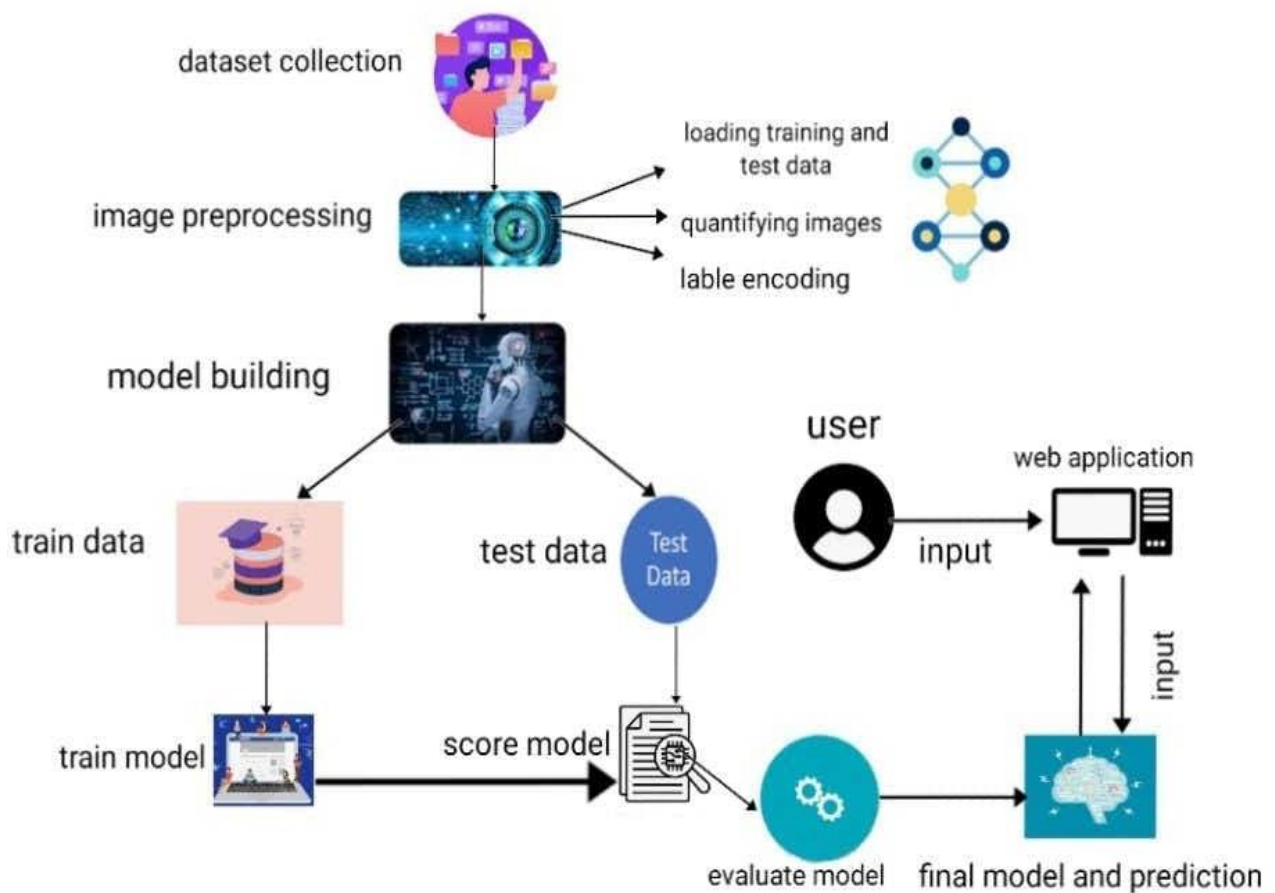 dataset collection
loading training and
test data
image preprocessing
quantifying images
lable encoding
model building
user
web application
train data
test data
Test
Data
input
input
train model
score model
evaluate model
final model and prediction